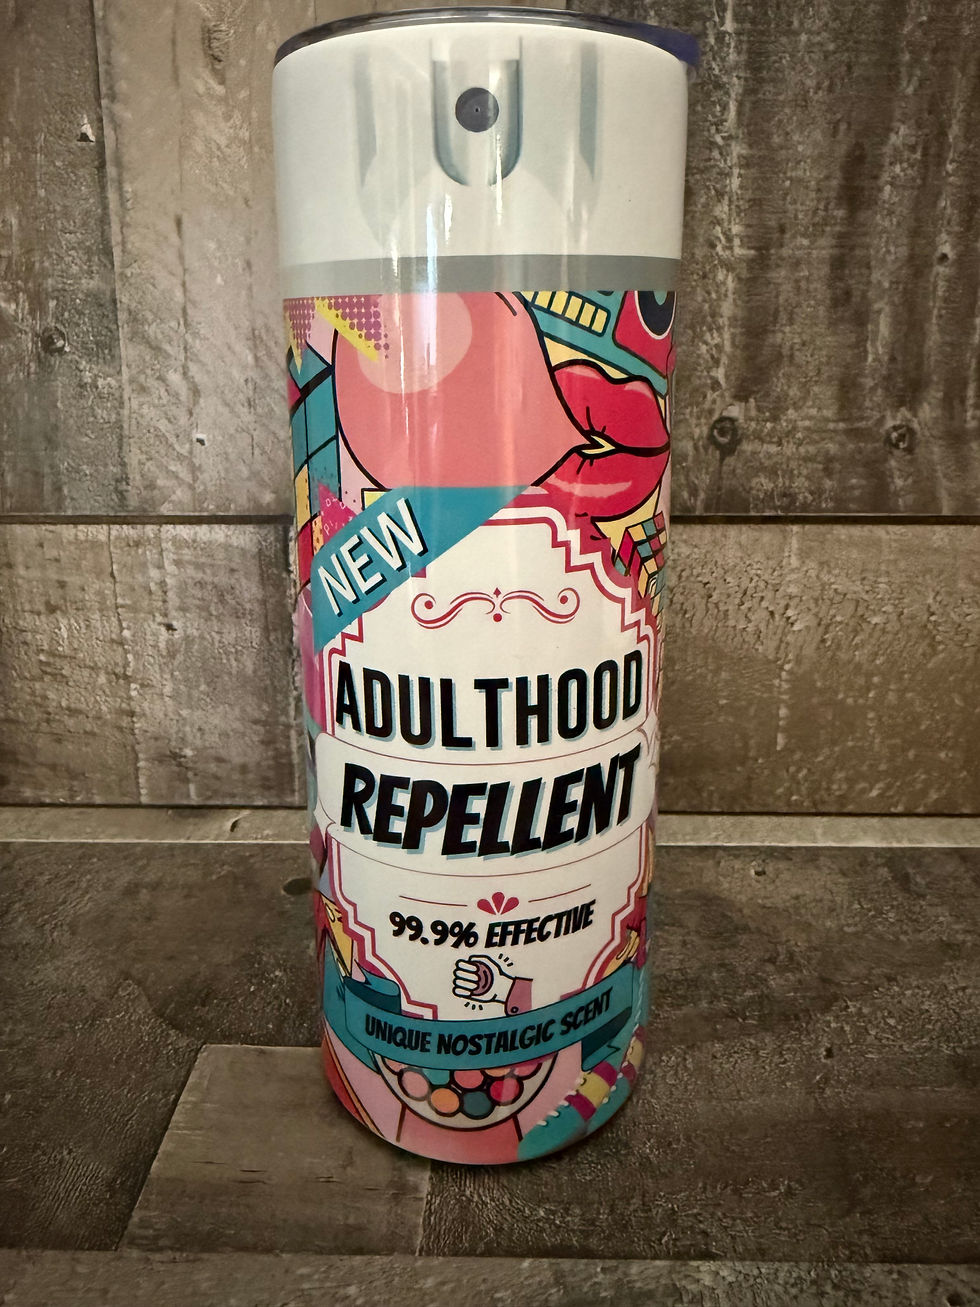 NEW
ADULTHOOD
REPELLENT
99.9% EFFECTIVE
UNIQUE NOSTALGIC SCENT